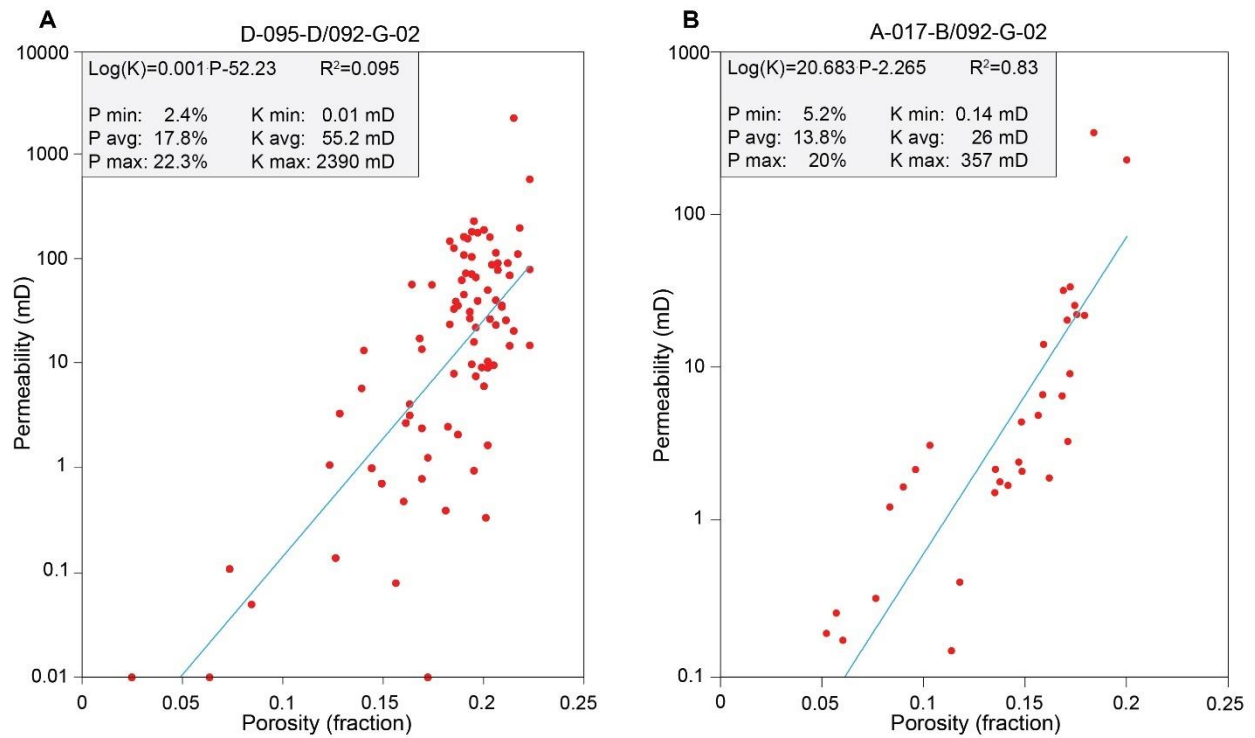 A
D-095-D/092-G-02
Log(K)=0.001·P-52.23 R²=0.095
P min: 2.4% K min: 0.01 mD
P avg: 17.8% K avg: 55.2 mD
P max: 22.3% K max: 2390 mD
10000
1000
100
10
1
0.1
0.01
Permeability (mD)
0 0.05 0.1 0.15 0.2 0.25
Porosity (fraction)
B
A-017-B/092-G-02
Log(K)=20.683·P-2.265 R²=0.83
P min: 5.2% K min: 0.14 mD
P avg: 13.8% K avg: 26 mD
P max: 20% K max: 357 mD
1000
100
10
1
0.1
Permeability (mD)
0 0.05 0.1 0.15 0.2 0.25
Porosity (fraction)